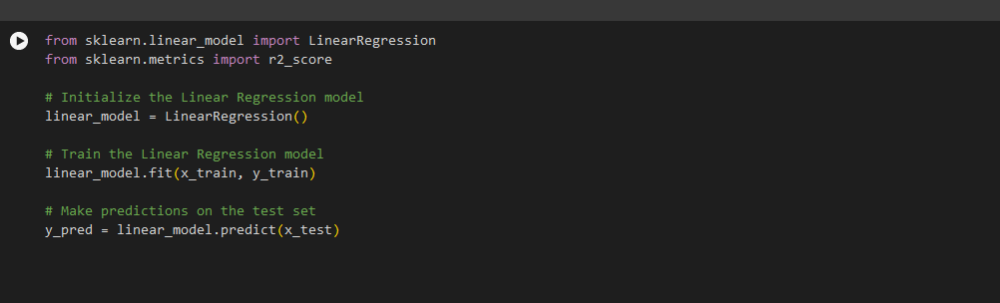 from sklearn.linear_model import LinearRegression
from sklearn.metrics import r2_score
# Initialize the Linear Regression model
linear_model = LinearRegression()
# Train the Linear Regression model
linear_model.fit(x_train, y_train)
# Make predictions on the test set
y_pred = linear_model.predict(x_test)